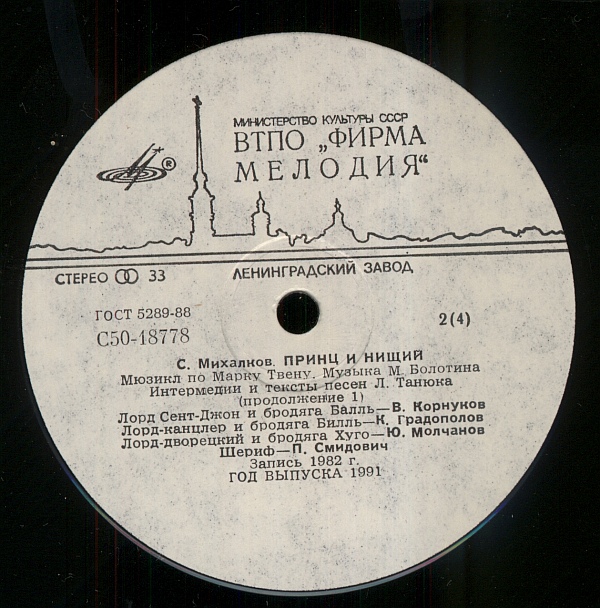 МИНИСТЕРСТВО КУЛЬТУРЫ СССР
ВТПО „ФИРМА
МЕЛОДИЯ“
®
СТЕРЕО 33
ЛЕНИНГРАДСКИЙ ЗАВОД
ГОСТ 5289-88
С50-18778
2(4)
С. Михалков. ПРИНЦ И НИЩИЙ
Мюзикл по Марку Твену. Музыка М. Болотина
Интермедии и тексты песен Л. Танюка
(продолжение 1)
Лорд Сент-Джон и бродяга Балль—В. Корнуков
Лорд-канцлер и бродяга Билль—К. Градополов
Лорд-дворецкий и бродяга Хуго—Ю. Молчанов
Шериф—П. Смидович
Запись 1982 г.
ГОД ВЫПУСКА 1991